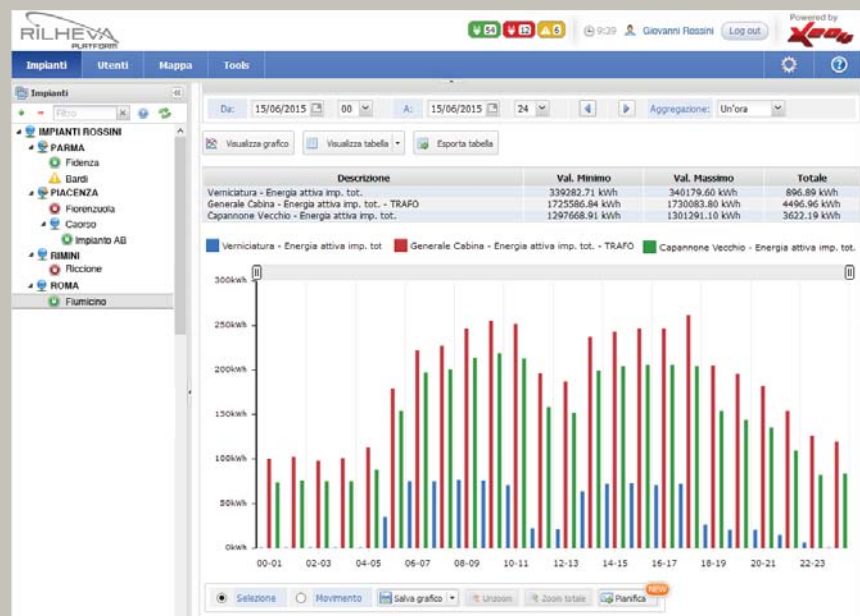 RILHEVA
PLATFORM
54 12 6 9:39 Giovanni Rossini Log out
Powered by
Impianti Utenti Mappa Tools
Impianti
Filtro
IMPIANTI ROSSINI
PARMA
Fidenza
Bardi
PIACENZA
Fiorenzuola
Caorso
Impianto AB
RIMINI
Riccione
ROMA
Fiumicino
Da: 15/06/2015 00 A: 15/06/2015 24 Aggregazione: Un'ora
Visualizza grafico Visualizza tabella Esporta tabella
Descrizione Val. Minimo Val. Massimo Totale
Verniciatura - Energia attiva imp. tot. 339282.71 kWh 340179.60 kWh 896.89 kWh
Generale Cabina - Energia attiva imp. tot. - TRAFO 1725586.84 kWh 1730083.80 kWh 4496.96 kWh
Capannone Vecchio - Energia attiva imp. tot. 1297668.91 kWh 1301291.10 kWh 3622.19 kWh
Verniciatura - Energia attiva imp. tot Generale Cabina - Energia attiva imp. tot. - TRAFO Capannone Vecchio - Energia attiva imp. tot.
300kWh
250kWh
200kWh
150kWh
100kWh
50kWh
0kWh
00-01 02-03 04-05 06-07 08-09 10-11 12-13 14-15 16-17 18-19 20-21 22-23
NEW
Selezione Movimento Salva grafico Unzoom Zoom totale Pianifica